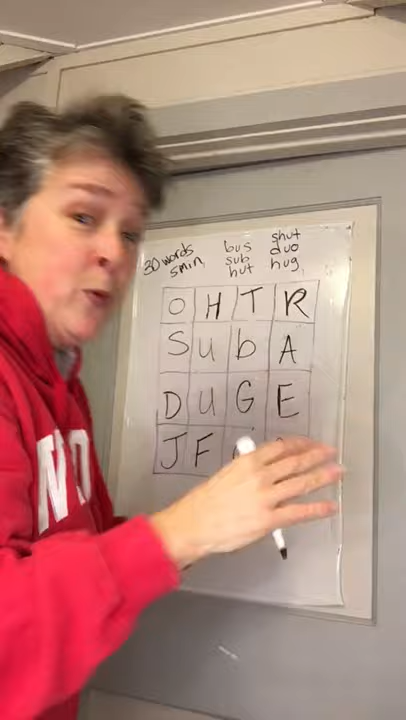 30 words
5 min,
bus
sub
hut
shut
duo
hug,
O H T R
S u b A
D U G E
J F